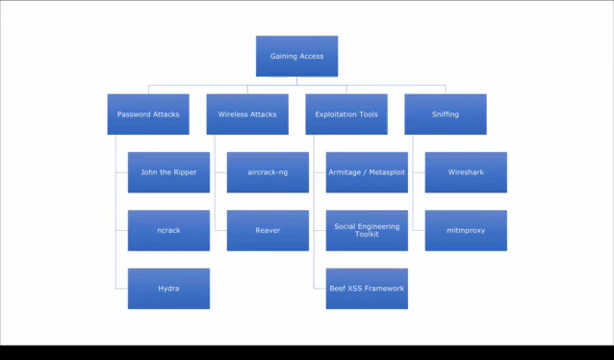 Gaining Access
Password Attacks
Wireless Attacks
Exploitation Tools
Sniffing
John the Ripper
aircrack-ng
Armitage / Metasploit
Wireshark
ncrack
Reaver
Social Engineering
Toolkit
mitmproxy
Hydra
Beef XSS Framework